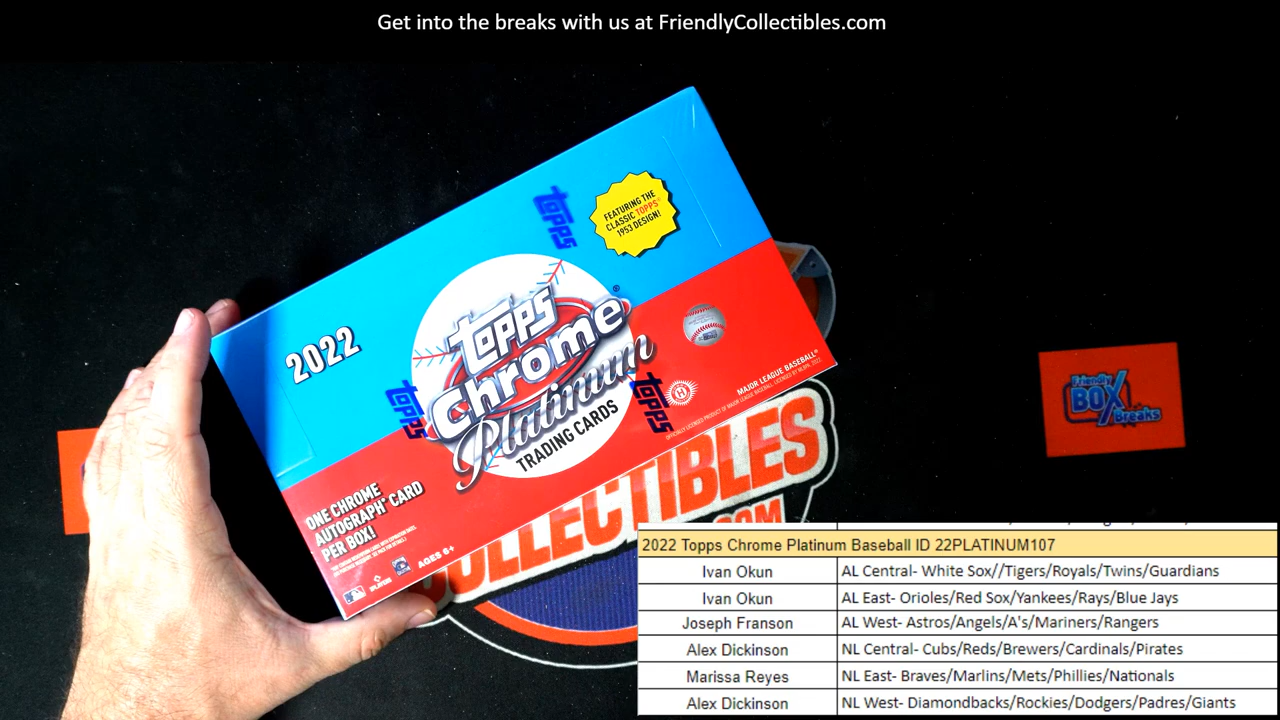 Get into the breaks with us at FriendlyCollectibles.com
topps
FEATURING THE
CLASSIC TOPPS®
1953 DESIGN!
2022
topps
Chrome®
Platinum
TRADING CARDS
topps
topps
MAJOR LEAGUE BASEBALL®
ONE CHROME
AUTOGRAPH* CARD
PER BOX!
AGES 6+
Friendly
BOX
Breaks
COLLECTIBLES
.COM
2022 Topps Chrome Platinum Baseball ID 22PLATINUM107
Ivan Okun AL Central- White Sox//Tigers/Royals/Twins/Guardians
Ivan Okun AL East- Orioles/Red Sox/Yankees/Rays/Blue Jays
Joseph Franson AL West- Astros/Angels/A's/Mariners/Rangers
Alex Dickinson NL Central- Cubs/Reds/Brewers/Cardinals/Pirates
Marissa Reyes NL East- Braves/Marlins/Mets/Phillies/Nationals
Alex Dickinson NL West- Diamondbacks/Rockies/Dodgers/Padres/Giants